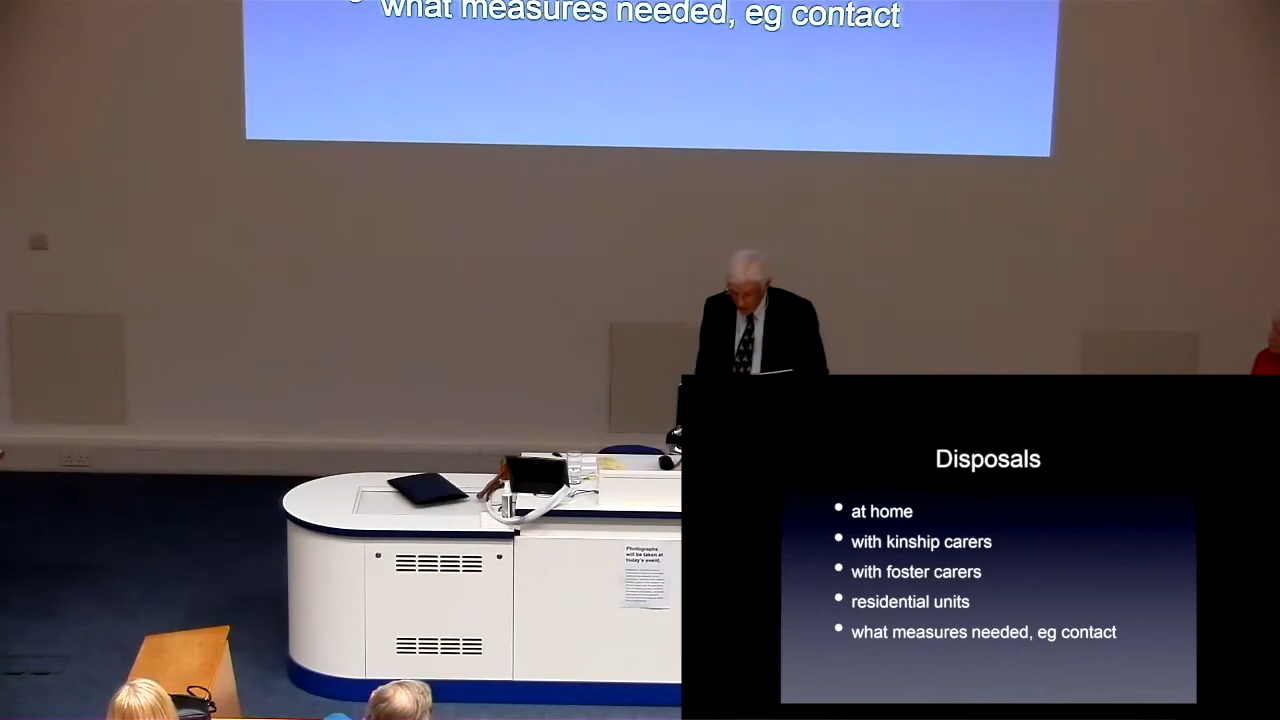 what measures needed, eg contact
Disposals
• at home
• with kinship carers
• with foster carers
• residential units
• what measures needed, eg contact
Photographs
will be taken at
today's event.